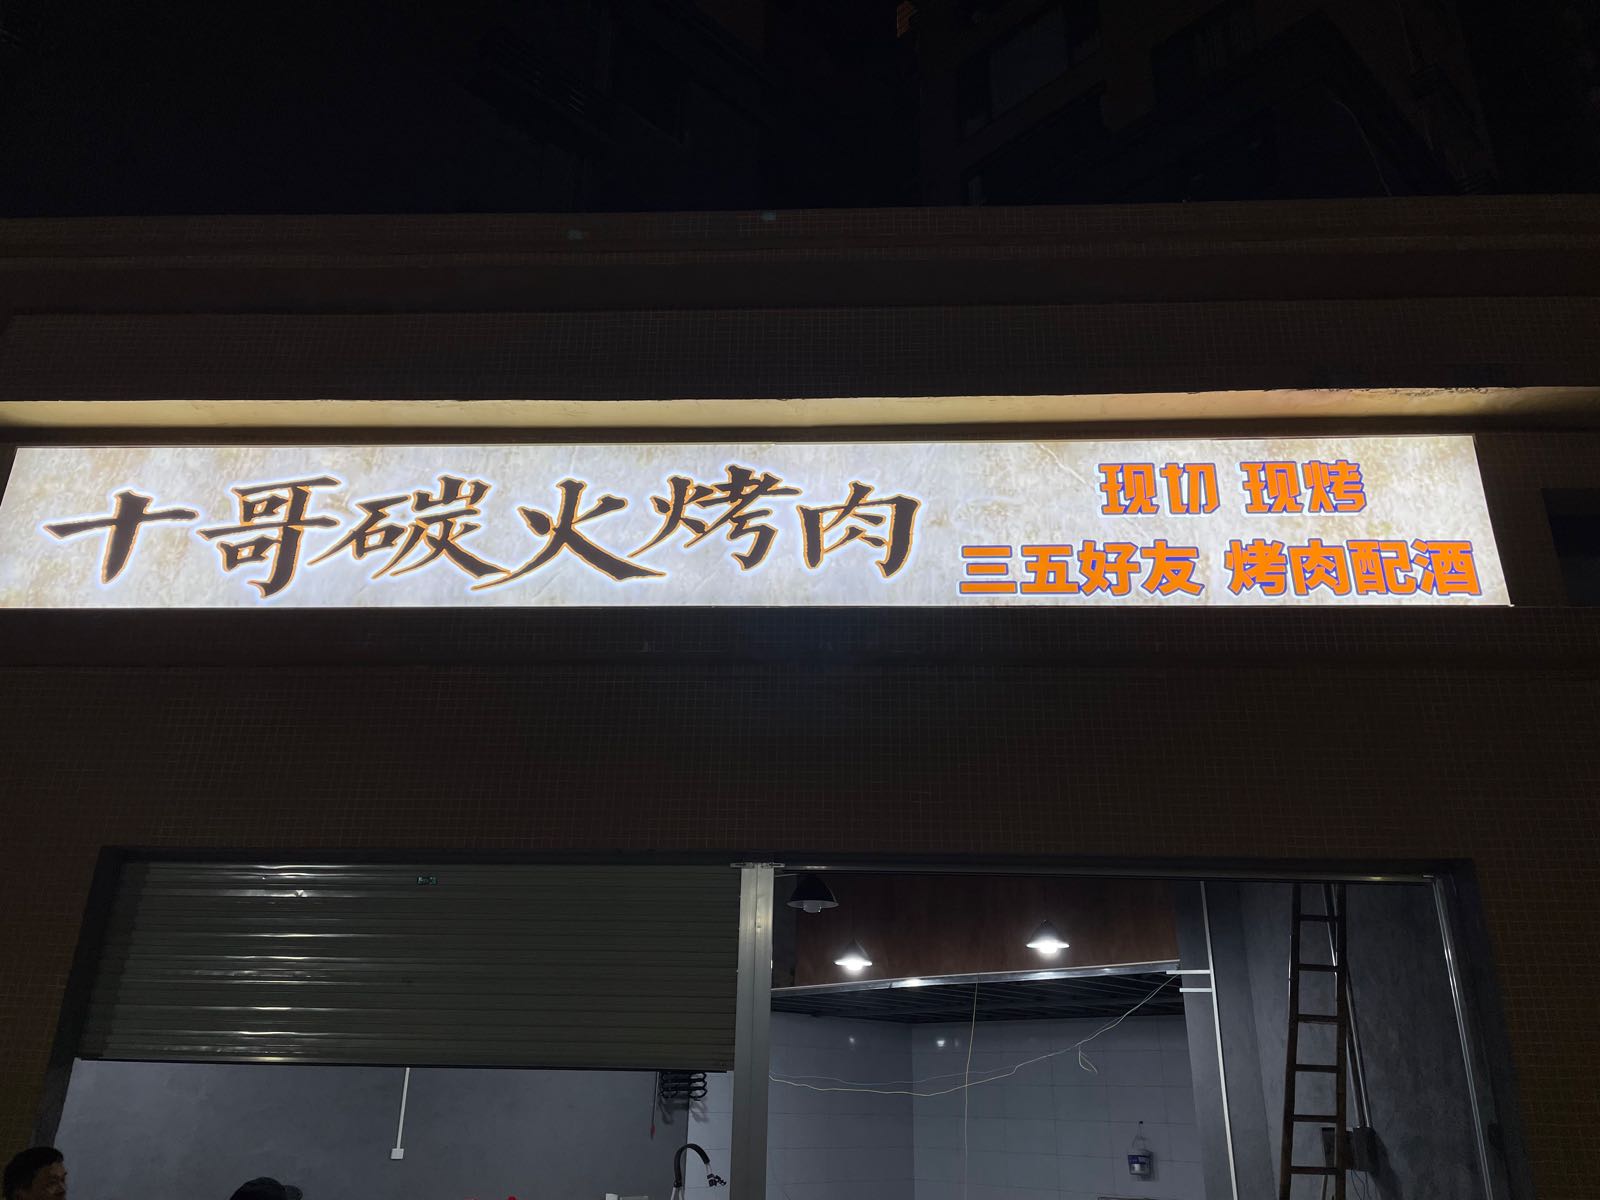 十哥碳火烤肉
现切 现烤
三五好友 烤肉配酒